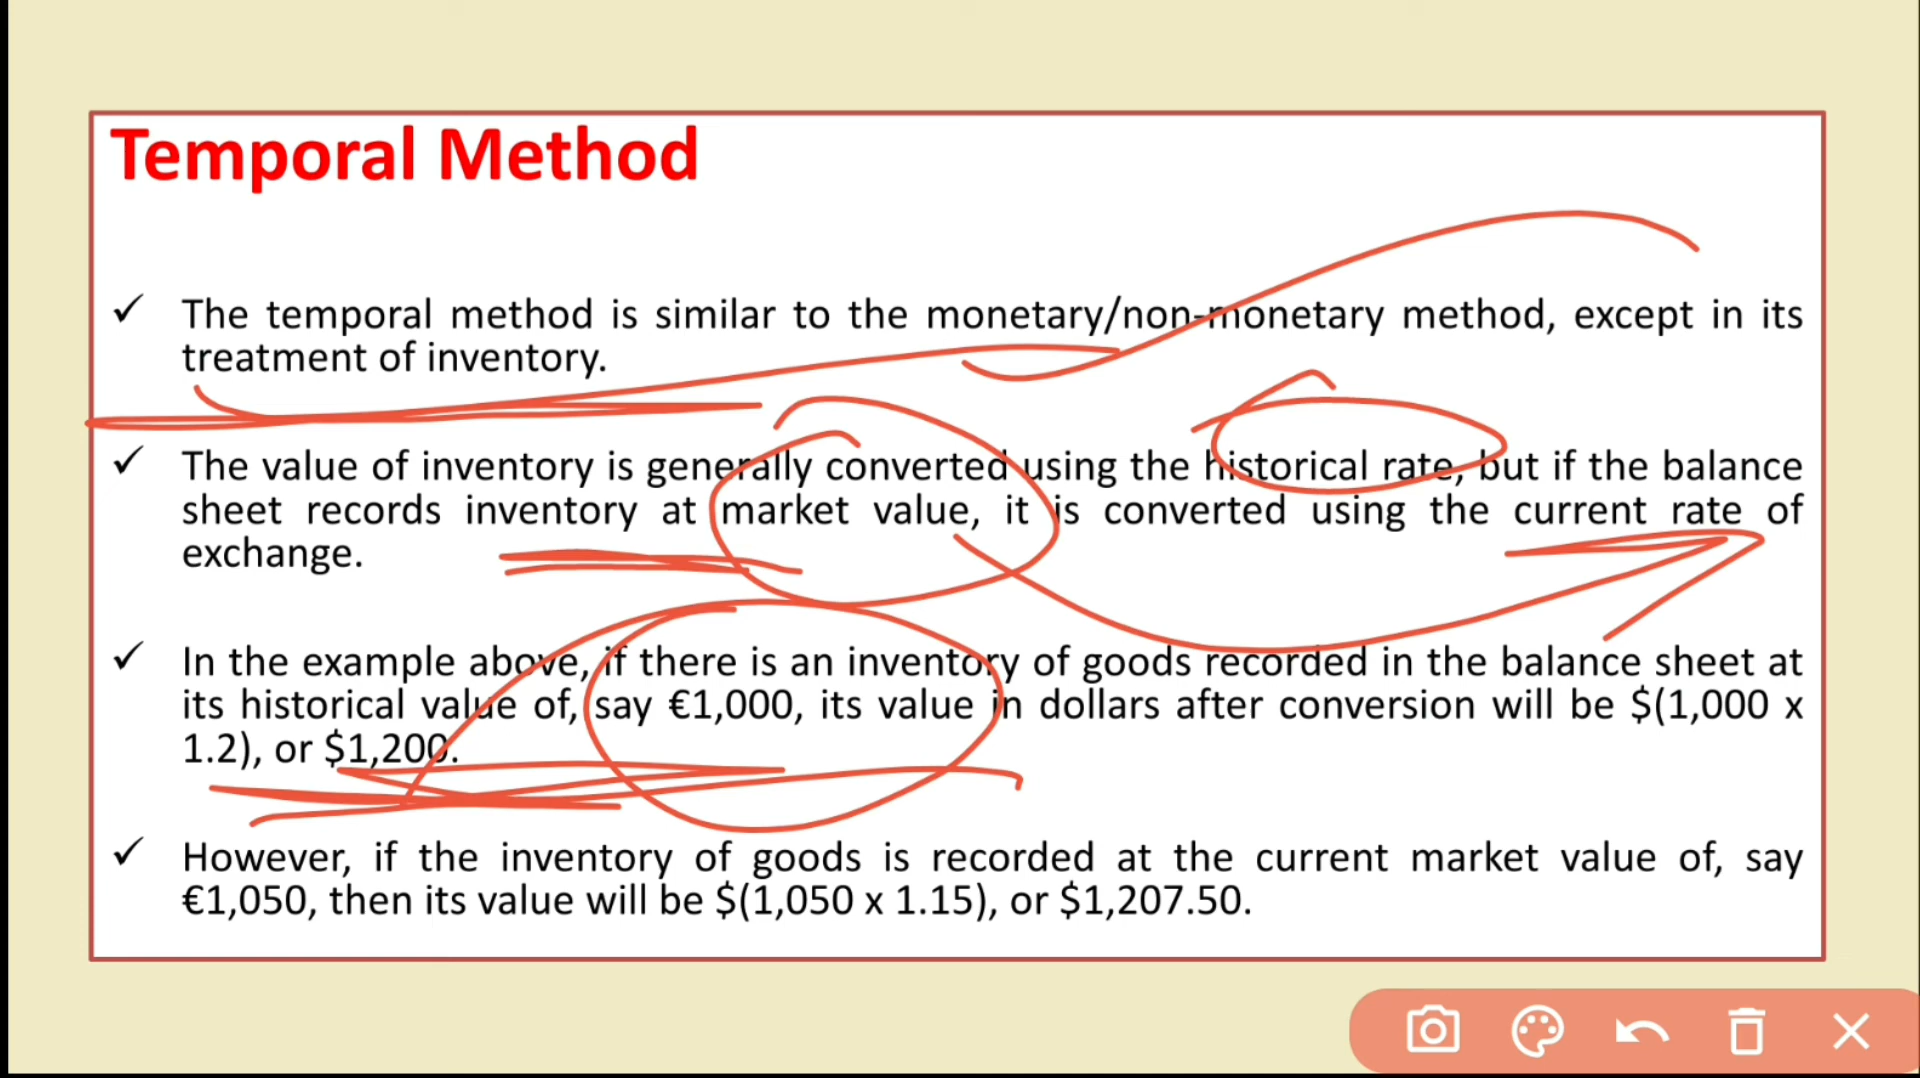 Temporal Method
✓ The temporal method is similar to the monetary/non-monetary method, except in its
treatment of inventory.
✓ The value of inventory is generally converted using the historical rate, but if the balance
sheet records inventory at market value, it is converted using the current rate of
exchange.
✓ In the example above, if there is an inventory of goods recorded in the balance sheet at
its historical value of, say €1,000, its value in dollars after conversion will be $(1,000 x
1.2), or $1,200.
✓ However, if the inventory of goods is recorded at the current market value of, say
€1,050, then its value will be $(1,050 x 1.15), or $1,207.50.